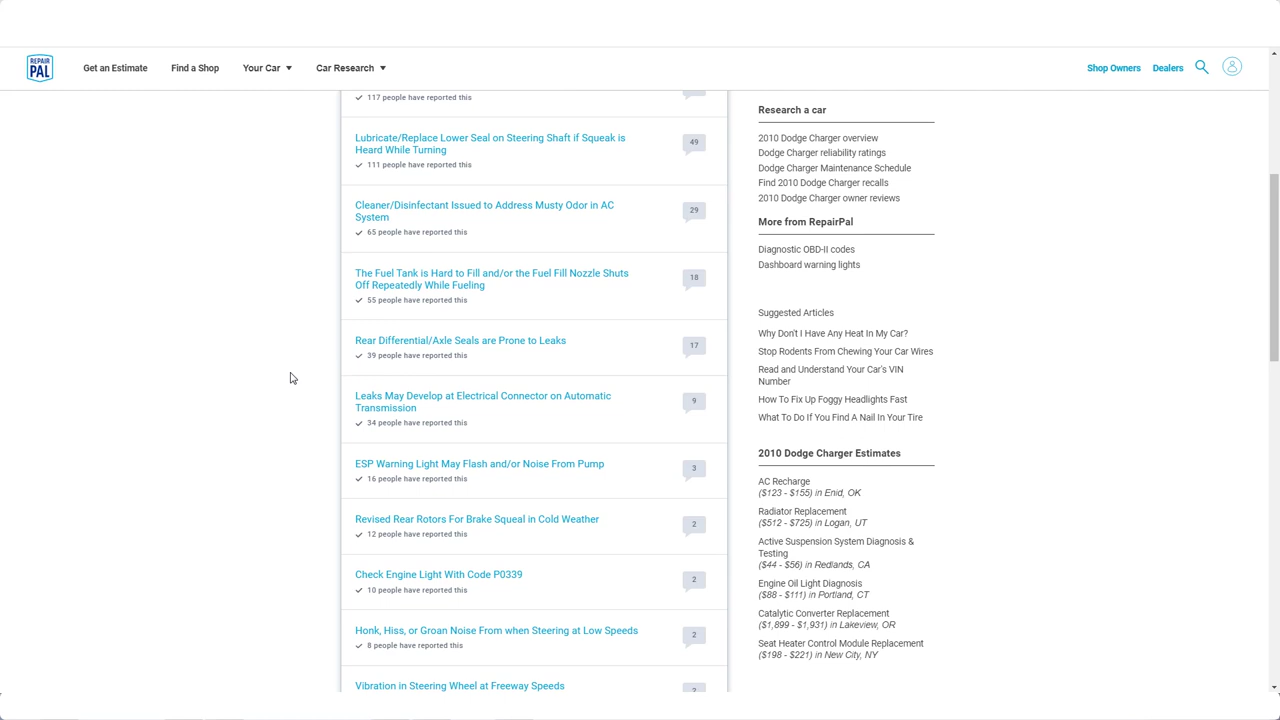 REPAIR
PAL
Get an Estimate
Find a Shop
Your Car
Car Research
Shop Owners
Dealers
117 people have reported this
Lubricate/Replace Lower Seal on Steering Shaft if Squeak is
Heard While Turning
49
111 people have reported this
Cleaner/Disinfectant Issued to Address Musty Odor in AC
System
29
65 people have reported this
The Fuel Tank is Hard to Fill and/or the Fuel Fill Nozzle Shuts
Off Repeatedly While Fueling
18
55 people have reported this
Rear Differential/Axle Seals are Prone to Leaks
17
39 people have reported this
Leaks May Develop at Electrical Connector on Automatic
Transmission
9
34 people have reported this
ESP Warning Light May Flash and/or Noise From Pump
3
16 people have reported this
Revised Rear Rotors For Brake Squeal in Cold Weather
2
12 people have reported this
Check Engine Light With Code P0339
2
10 people have reported this
Honk, Hiss, or Groan Noise From when Steering at Low Speeds
2
8 people have reported this
Vibration in Steering Wheel at Freeway Speeds
Research a car
2010 Dodge Charger overview
Dodge Charger reliability ratings
Dodge Charger Maintenance Schedule
Find 2010 Dodge Charger recalls
2010 Dodge Charger owner reviews
More from RepairPal
Diagnostic OBD-II codes
Dashboard warning lights
Suggested Articles
Why Don't I Have Any Heat In My Car?
Stop Rodents From Chewing Your Car Wires
Read and Understand Your Car's VIN
Number
How To Fix Up Foggy Headlights Fast
What To Do If You Find A Nail In Your Tire
2010 Dodge Charger Estimates
AC Recharge
($123 - $155) in Enid, OK
Radiator Replacement
($512 - $725) in Logan, UT
Active Suspension System Diagnosis &
Testing
($44 - $56) in Redlands, CA
Engine Oil Light Diagnosis
($88 - $111) in Portland, CT
Catalytic Converter Replacement
($1,899 - $1,931) in Lakeview, OR
Seat Heater Control Module Replacement
($198 - $221) in New City, NY